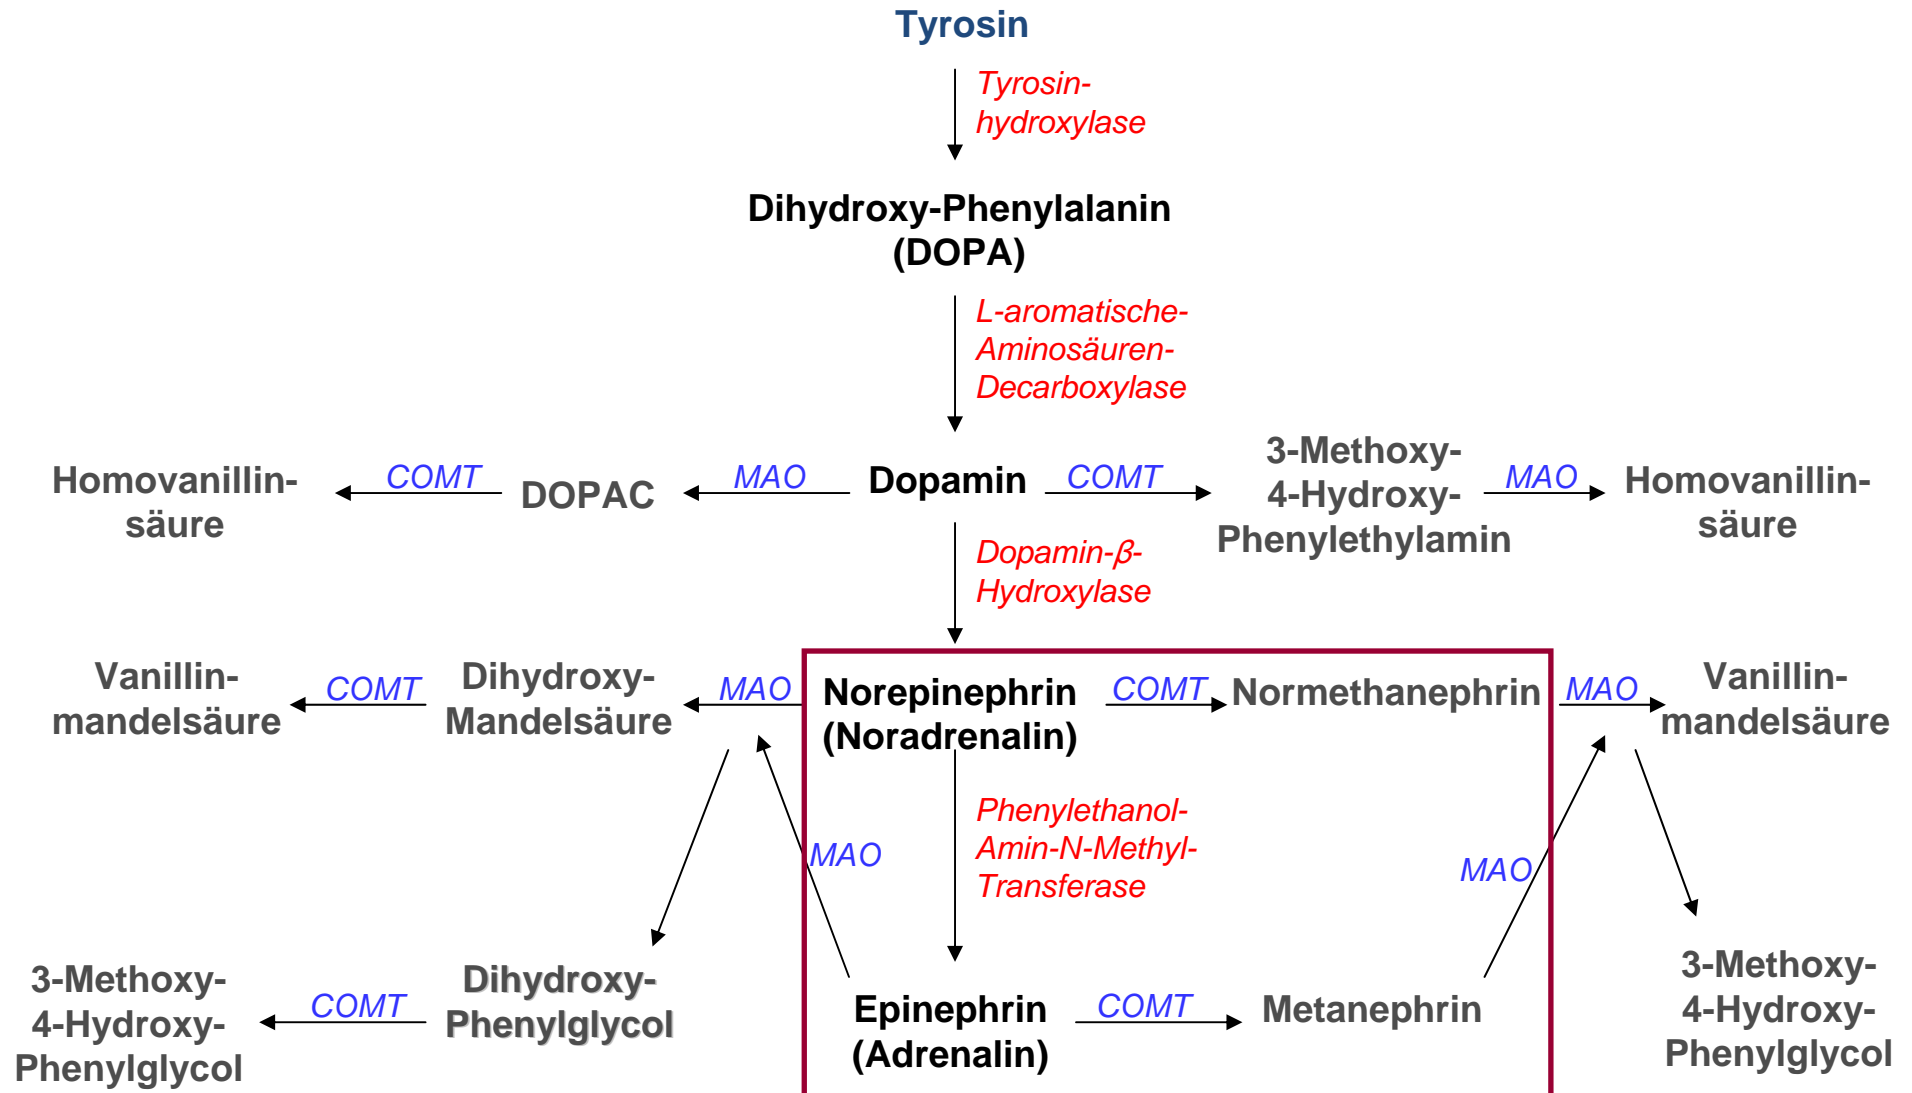 Tyrosin
Tyrosin-
hydroxylase
Dihydroxy-Phenylalanin
(DOPA)
L-aromatische-
Aminosäuren-
Decarboxylase
Homovanillin-
säure
COMT
DOPAC
MAO
Dopamin
COMT
3-Methoxy-
4-Hydroxy-
Phenylethylamin
MAO
Homovanillin-
säure
Dopamin-β-
Hydroxylase
Vanillin-
mandelsäure
COMT
Dihydroxy-
Mandelsäure
MAO
Norepinephrin
(Noradrenalin)
COMT
Normethanephrin
MAO
Vanillin-
mandelsäure
MAO
Phenylethanol-
Amin-N-Methyl-
Transferase
MAO
3-Methoxy-
4-Hydroxy-
Phenylglycol
COMT
Dihydroxy-
Phenylglycol
Epinephrin
(Adrenalin)
COMT
Metanephrin
3-Methoxy-
4-Hydroxy-
Phenylglycol